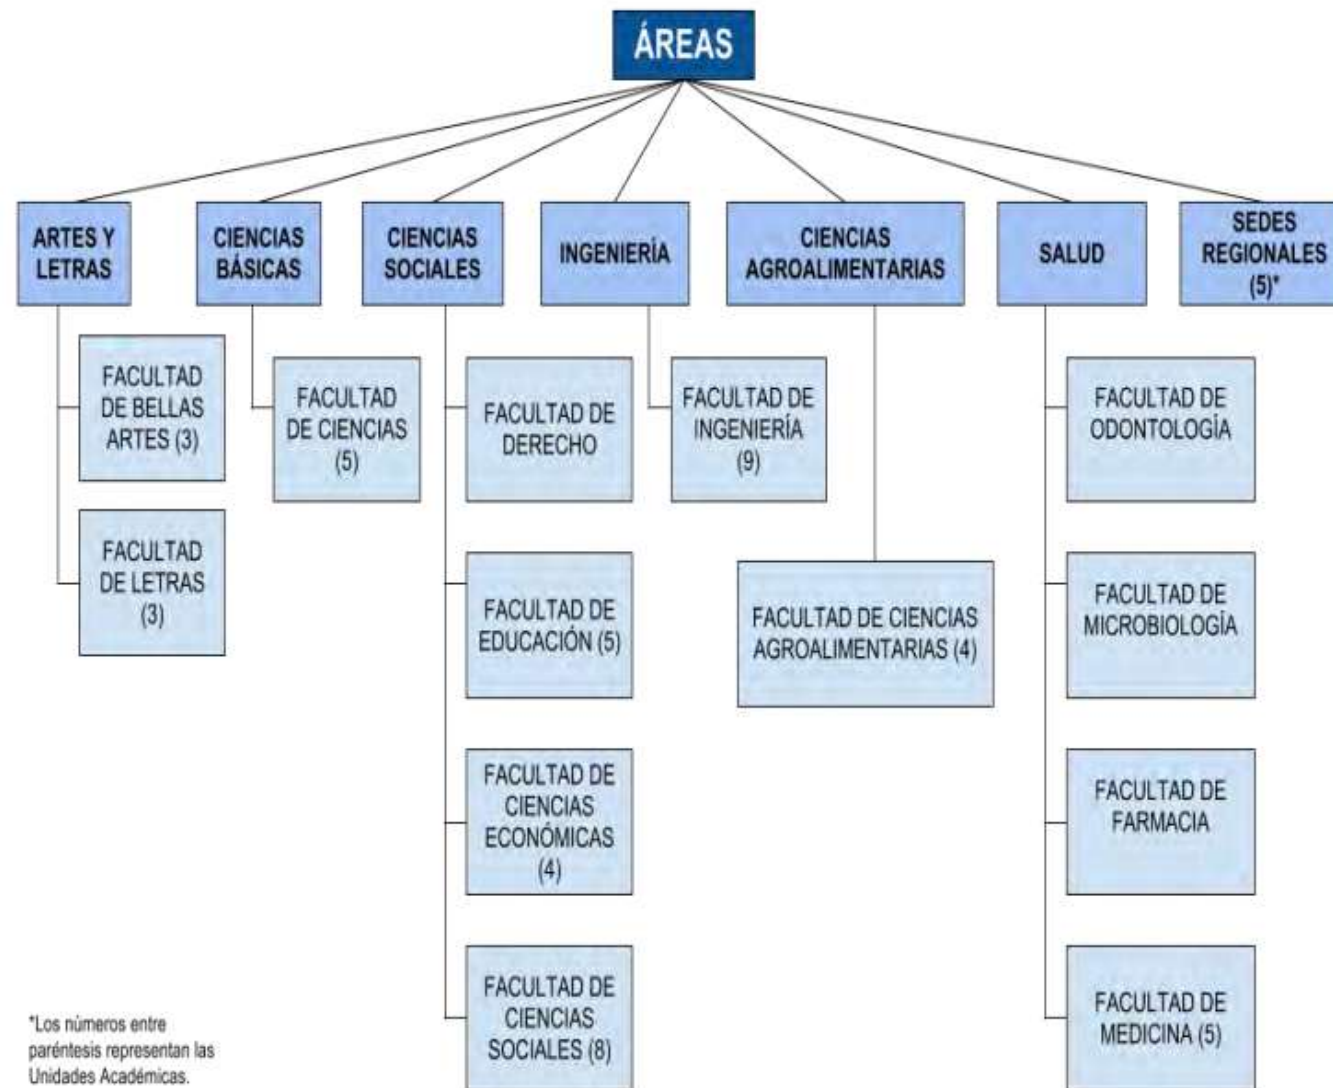 ÁREAS
ARTES Y
LETRAS
CIENCIAS
BÁSICAS
CIENCIAS
SOCIALES
INGENIERÍA
CIENCIAS
AGROALIMENTARIAS
SALUD
SEDES
REGIONALES
(5)*
FACULTAD
DE BELLAS
ARTES (3)
FACULTAD
DE LETRAS
(3)
FACULTAD
DE CIENCIAS
(5)
FACULTAD DE
DERECHO
FACULTAD DE
EDUCACIÓN (5)
FACULTAD DE
CIENCIAS
ECONÓMICAS
(4)
FACULTAD DE
CIENCIAS
SOCIALES (8)
FACULTAD DE
INGENIERÍA
(9)
FACULTAD DE CIENCIAS
AGROALIMENTARIAS (4)
FACULTAD DE
ODONTOLOGÍA
FACULTAD DE
MICROBIOLOGÍA
FACULTAD DE
FARMACIA
FACULTAD DE
MEDICINA (5)
*Los números entre
paréntesis representan las
Unidades Académicas.